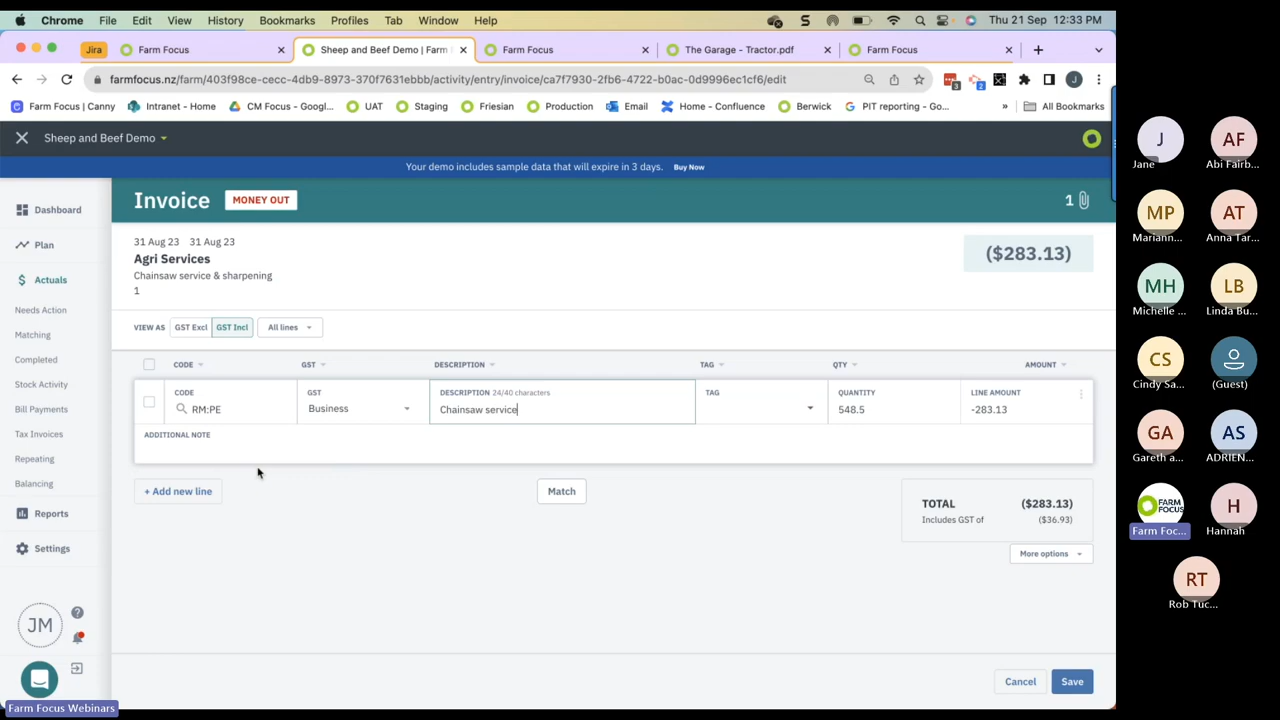 Chrome File Edit View History Bookmarks Profiles Tab Window Help S J Thu 21 Sep 12:33 PM
Jira Farm Focus Sheep and Beef Demo | Farm F Farm Focus The Garage - Tractor.pdf Farm Focus
farmfocus.nz/farm/403f98ce-cecc-4db9-8973-370f7631ebbb/activity/entry/invoice/ca7f7930-2fb6-4722-b0ac-0d9996ec1cf6/edit 3 2 J
Farm Focus | Canny Intranet - Home CM Focus - Googl... UAT Staging Friesian Production Email Home - Confluence Berwick PIT reporting - Go... » All Bookmarks
Sheep and Beef Demo
Your demo includes sample data that will expire in 3 days. Buy Now
Dashboard
Plan
Actuals
Needs Action
Matching
Completed
Stock Activity
Bill Payments
Tax Invoices
Repeating
Balancing
Reports
Settings
JM
Farm Focus Webinars
Invoice MONEY OUT 1
31 Aug 23 31 Aug 23
Agri Services
Chainsaw service & sharpening
1
($283.13)
VIEW AS GST Excl GST Incl All lines
CODE GST DESCRIPTION TAG QTY AMOUNT
CODE GST DESCRIPTION 24/40 characters TAG QUANTITY LINE AMOUNT
RM:PE Business Chainsaw service 548.5 -283.13
ADDITIONAL NOTE
+ Add new line Match
TOTAL ($283.13)
Includes GST of ($36.93)
More options
Cancel Save
J AF
Jane Abi Fairb...
MP AT
Mariann... Anna Tar...
MH LB
Michelle ... Linda Bu...
CS
Cindy Sa... (Guest)
GA AS
Gareth a... ADRIEN...
FARM FOCUS H
Farm Foc... Hannah
RT
Rob Tuc...